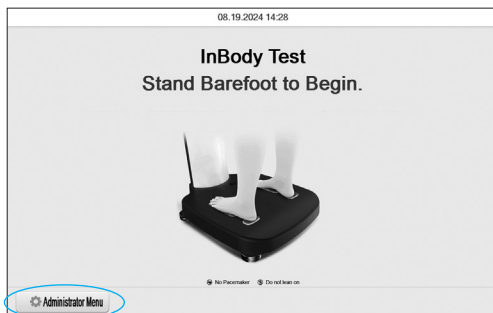 08.19.2024 14:28
InBody Test
Stand Barefoot to Begin.
No Pacemaker Do not lean on
Administrator Menu